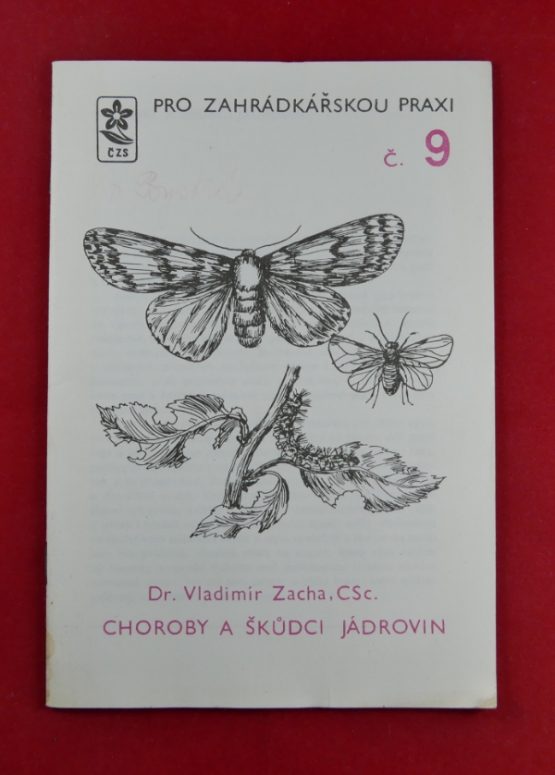 PRO ZAHRÁDKÁŘSKOU PRAXI
ČZS
č. 9
Dr. Vladimír Zacha, CSc.
CHOROBY A ŠKŮDCI JÁDROVIN